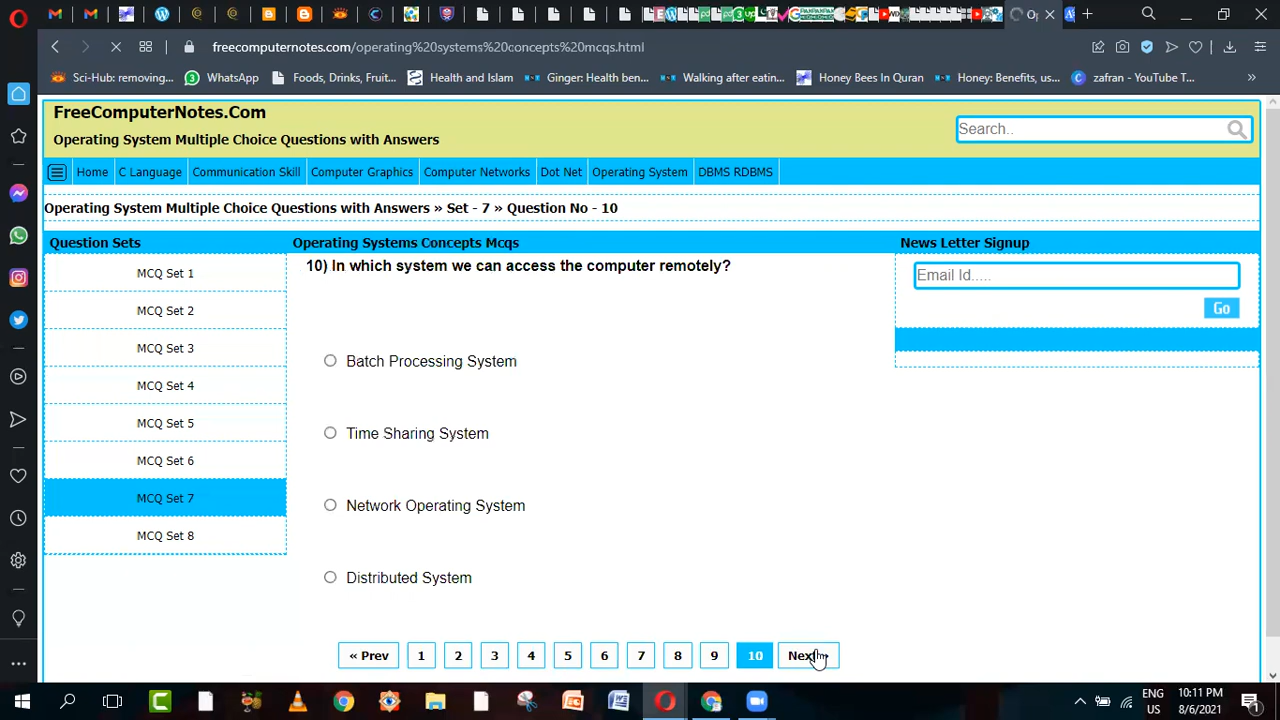 freecomputernotes.com/operating%20systems%20concepts%20mcqs.html
Sci-Hub: removing...
WhatsApp
Foods, Drinks, Fruit...
Health and Islam
Ginger: Health ben...
Walking after eatin...
Honey Bees In Quran
Honey: Benefits, us...
zafran - YouTube T...
FreeComputerNotes.Com
Operating System Multiple Choice Questions with Answers
Search..
Home
C Language
Communication Skill
Computer Graphics
Computer Networks
Dot Net
Operating System
DBMS RDBMS
Operating System Multiple Choice Questions with Answers » Set - 7 » Question No - 10
Question Sets
MCQ Set 1
MCQ Set 2
MCQ Set 3
MCQ Set 4
MCQ Set 5
MCQ Set 6
MCQ Set 7
MCQ Set 8
Operating Systems Concepts Mcqs
10) In which system we can access the computer remotely?
Batch Processing System
Time Sharing System
Network Operating System
Distributed System
« Prev
1
2
3
4
5
6
7
8
9
10
Next
News Letter Signup
Email Id.....
Go
ENG
US
10:11 PM
8/6/2021